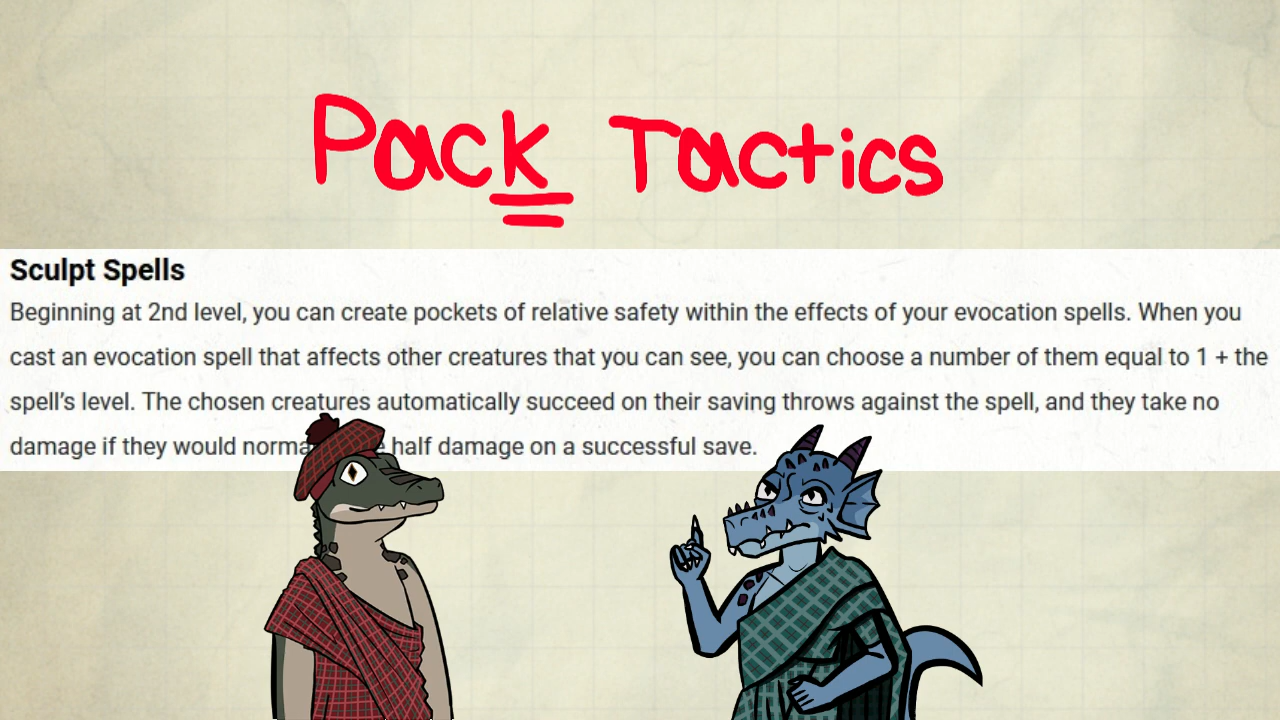 Pack Tactics
Sculpt Spells
Beginning at 2nd level, you can create pockets of relative safety within the effects of your evocation spells. When you
cast an evocation spell that affects other creatures that you can see, you can choose a number of them equal to 1 + the
spell’s level. The chosen creatures automatically succeed on their saving throws against the spell, and they take no
damage if they would half damage on a successful save.